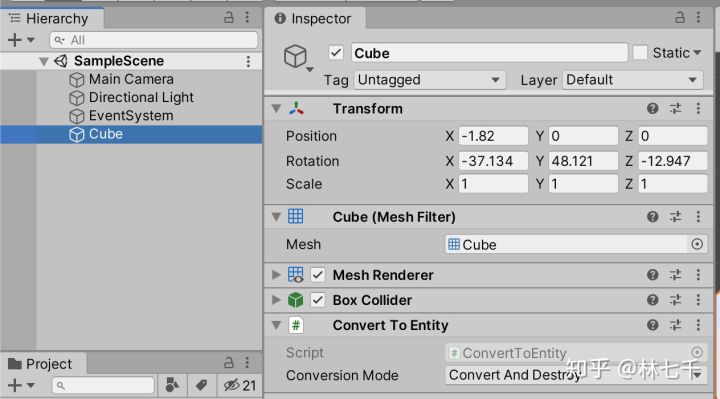 Hierarchy
All
SampleScene
Main Camera
Directional Light
EventSystem
Cube
Project
21
Inspector
Cube
Static
Tag Untagged Layer Default
Transform
Position X -1.82 Y 0 Z 0
Rotation X -37.134 Y 48.121 Z -12.947
Scale X 1 Y 1 Z 1
Cube (Mesh Filter)
Mesh Cube
Mesh Renderer
Box Collider
Convert To Entity
Script # ConvertToEntity
Conversion Mode Convert And Destroy
知乎 @林七千